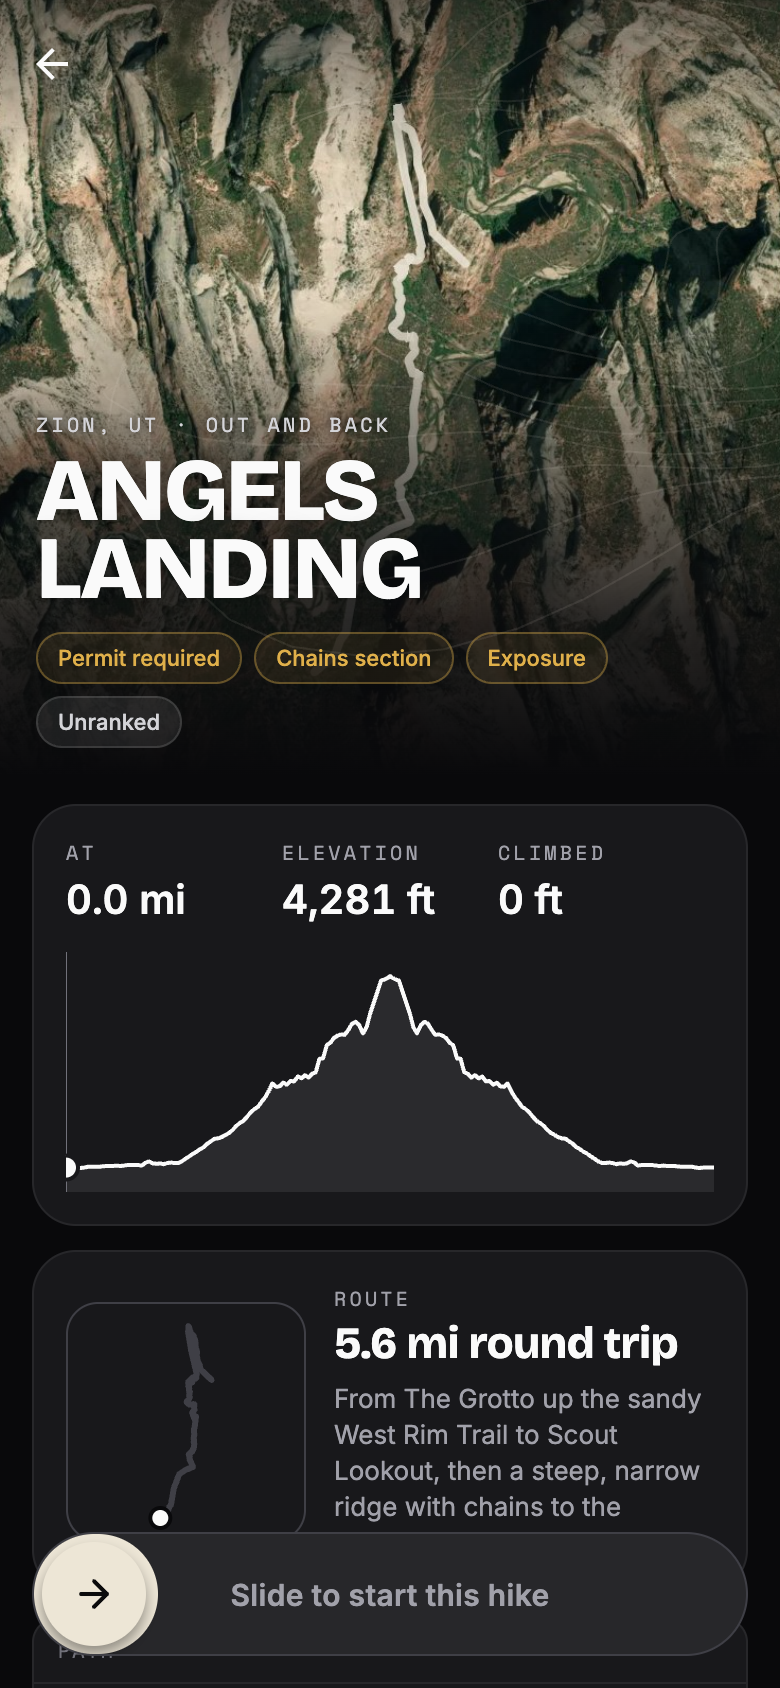 ZION, UT · OUT AND BACK
ANGELS
LANDING
Permit required
Chains section
Exposure
Unranked
AT
ELEVATION
CLIMBED
0.0 mi
4,281 ft
0 ft
ROUTE
5.6 mi round trip
From The Grotto up the sandy
West Rim Trail to Scout
Lookout, then a steep, narrow
ridge with chains to the
Slide to start this hike